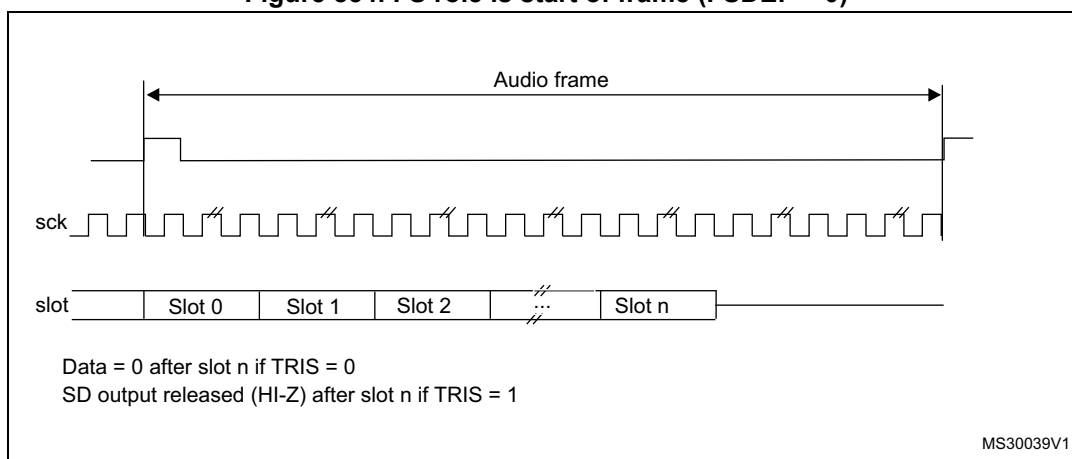 Audio frame
sck
slot
Slot 0 Slot 1 Slot 2 ... Slot n
Data = 0 after slot n if TRIS = 0
SD output released (HI-Z) after slot n if TRIS = 1
MS30039V1